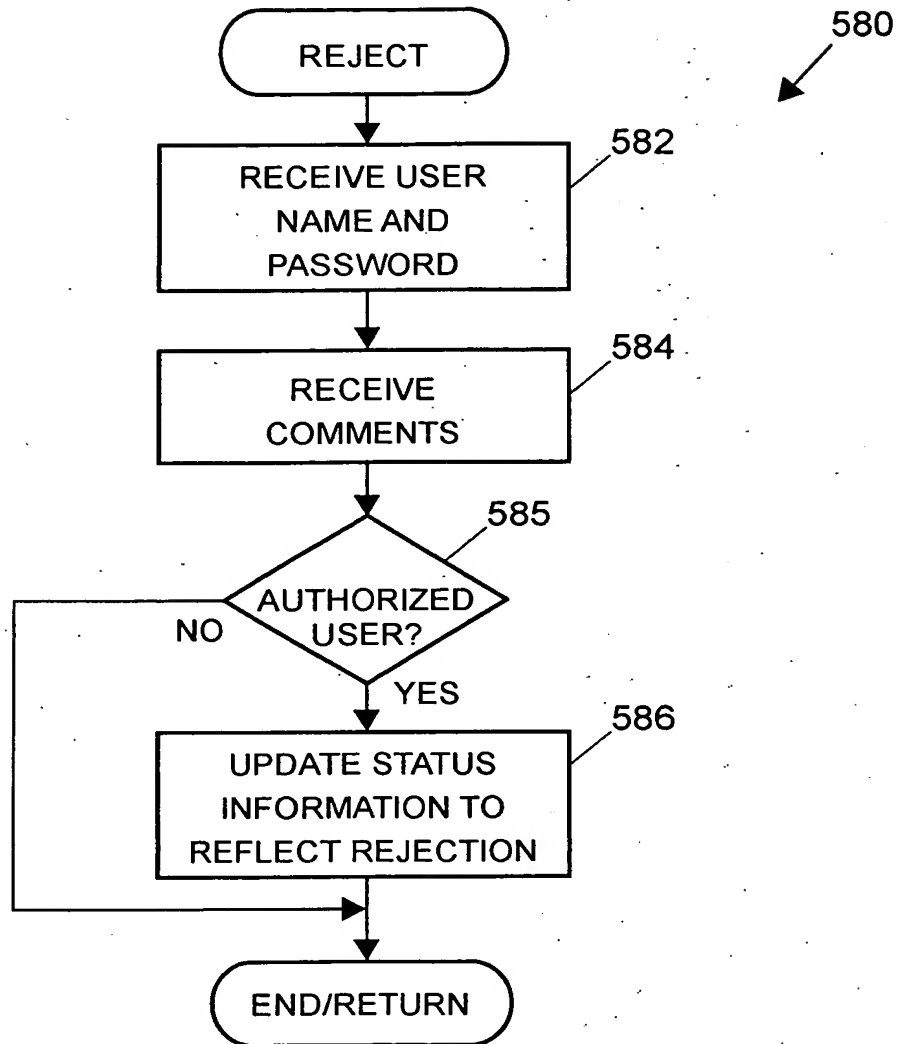 580
REJECT
582
RECEIVE USER
NAME AND
PASSWORD
584
RECEIVE
COMMENTS
585
AUTHORIZED
USER?
NO
YES
586
UPDATE STATUS
INFORMATION TO
REFLECT REJECTION
END/RETURN